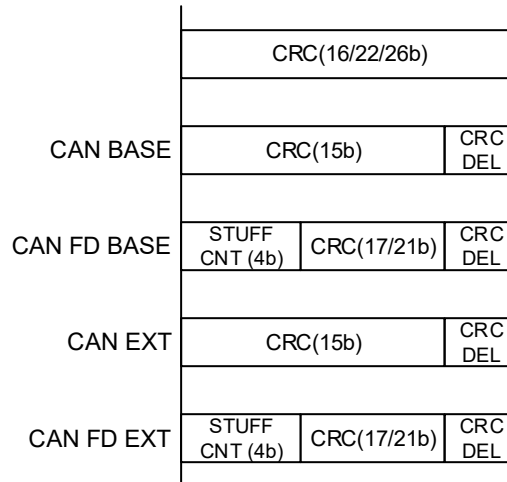 CRC(16/22/26b)
CAN BASE
CRC(15b)
CRC
DEL
CAN FD BASE
STUFF
CNT (4b)
CRC(17/21b)
CRC
DEL
CAN EXT
CRC(15b)
CRC
DEL
CAN FD EXT
STUFF
CNT (4b)
CRC(17/21b)
CRC
DEL